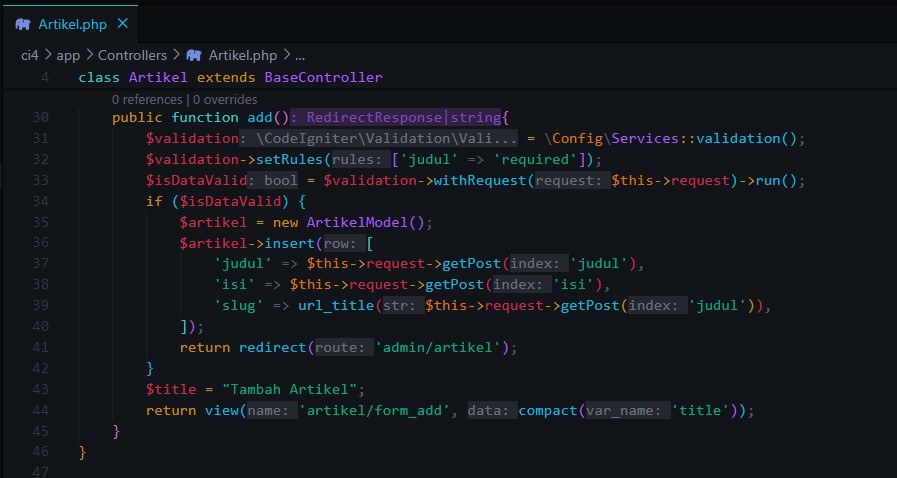 Artikel.php ×
ci4 > app > Controllers > Artikel.php > ...
4 class Artikel extends BaseController
0 references | 0 overrides
30 public function add(): RedirectResponse|string{
31 $validation: \CodeIgniter\Validation\Vali... = \Config\Services::validation();
32 $validation->setRules(rules: ['judul' => 'required']);
33 $isDataValid: bool = $validation->withRequest(request: $this->request)->run();
34 if ($isDataValid) {
35 $artikel = new ArtikelModel();
36 $artikel->insert(row: [
37 'judul' => $this->request->getPost(index: 'judul'),
38 'isi' => $this->request->getPost(index: 'isi'),
39 'slug' => url_title(str: $this->request->getPost(index: 'judul')),
40 ]);
41 return redirect(route: 'admin/artikel');
42 }
43 $title = "Tambah Artikel";
44 return view(name: 'artikel/form_add', data: compact(var_name: 'title'));
45 }
46 }
47